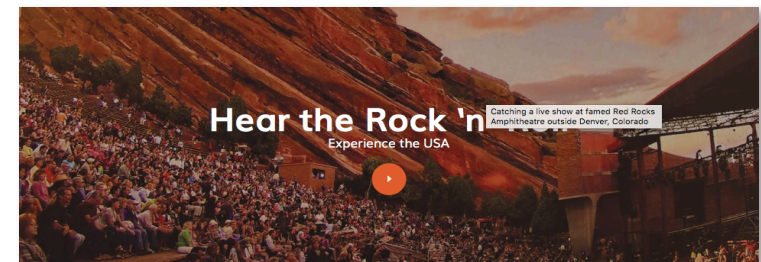 Hear the Rock 'n
Catching a live show at famed Red Rocks
Amphitheatre outside Denver, Colorado
Experience the USA